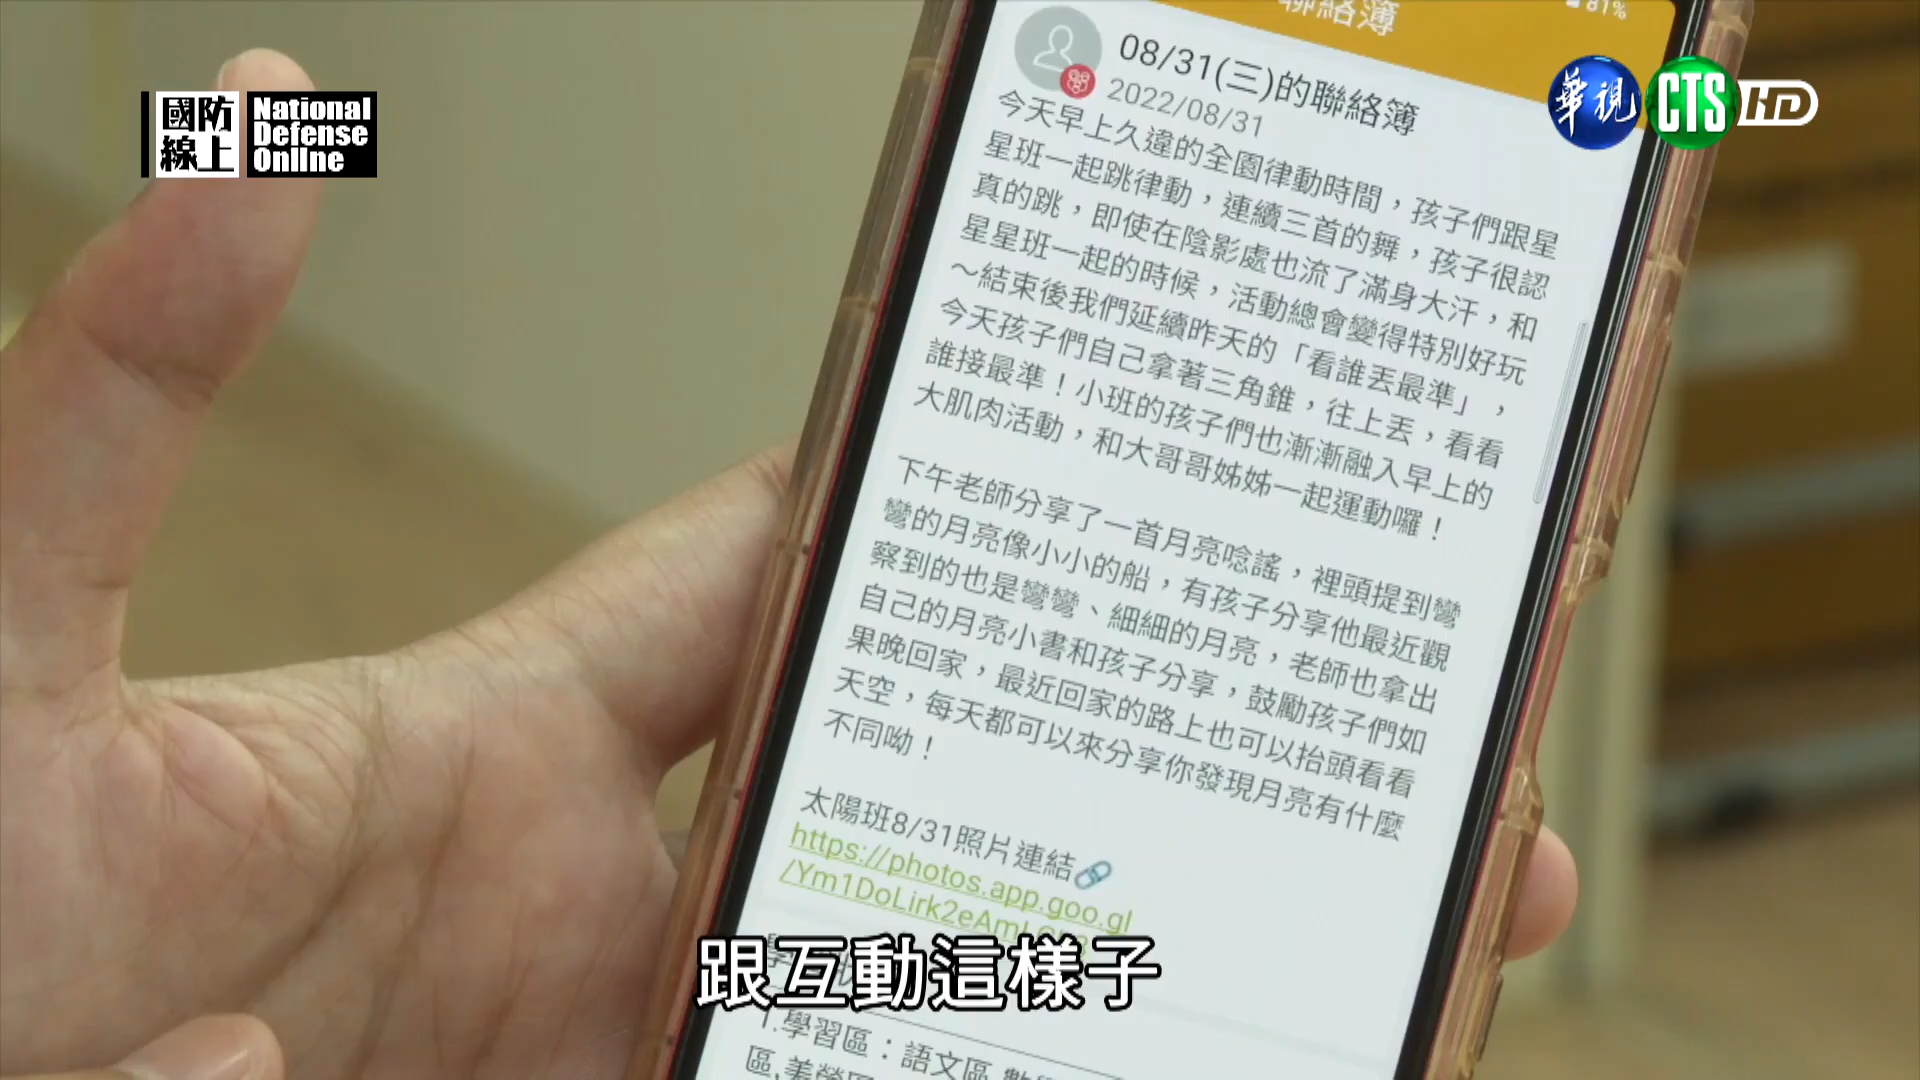 國防
線上
National
Defense
Online
華視 CTS HD
聯絡簿
81%
08/31(三)的聯絡簿
2022/08/31
今天早上久違的全園律動時間，孩子們跟星
星班一起跳律動，連續三首的舞，孩子很認
真的跳，即使在陰影處也流了滿身大汗，和
星星班一起的時候，活動總會變得特別好玩
～結束後我們延續昨天的「看誰丟最準」，
今天孩子們自己拿著三角錐，往上丟，看看
誰接最準！小班的孩子們也漸漸融入早上的
大肌肉活動，和大哥哥姊姊一起運動囉！
下午老師分享了一首月亮唸謠，裡頭提到彎
彎的月亮像小小的船，有孩子分享他最近觀
察到的也是彎彎、細細的月亮，老師也拿出
自己的月亮小書和孩子分享，鼓勵孩子們如
果晚回家，最近回家的路上也可以抬頭看看
天空，每天都可以來分享你發現月亮有什麼
不同呦！
太陽班8/31照片連結
https://photos.app.goo.gl
/Ym1DoLirk2eAm
跟互動這樣子
1.學習區：語文區
區,美勞